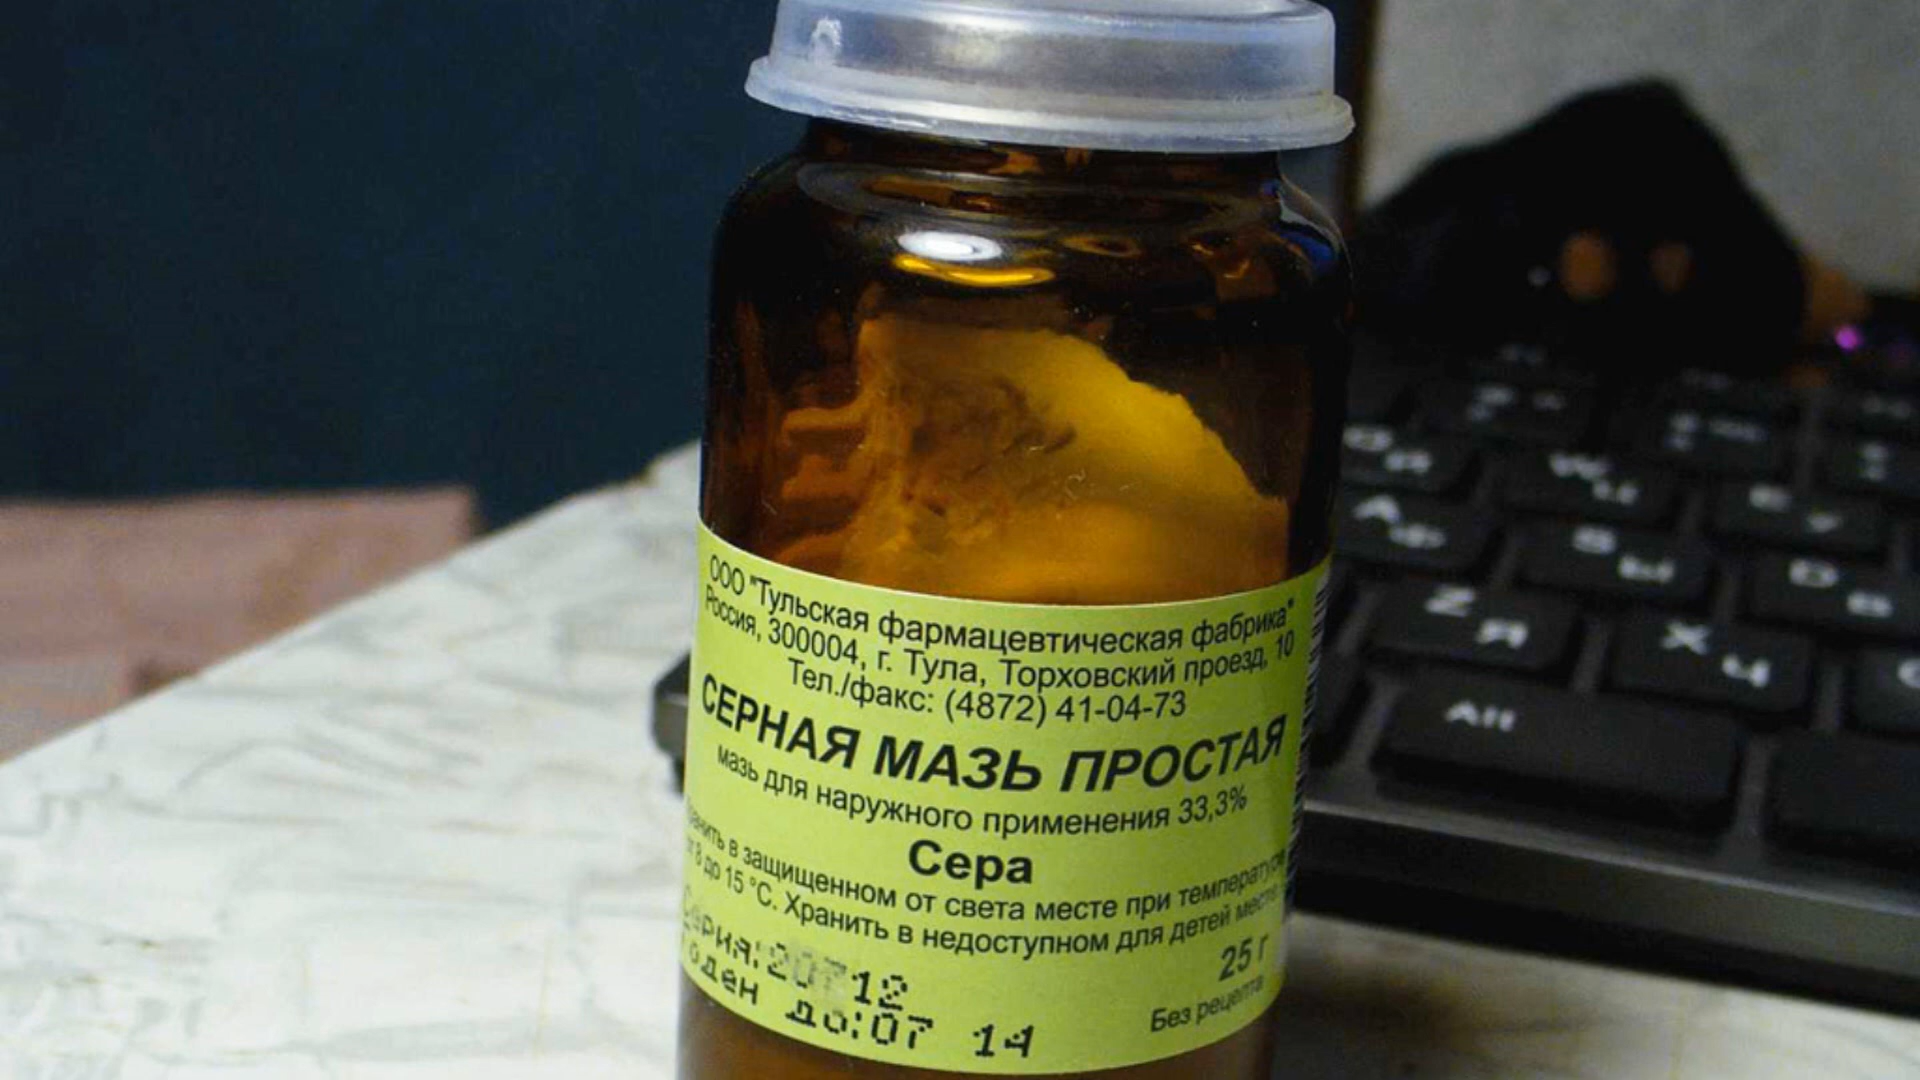 ООО "Тульская фармацевтическая фабрика"
Россия, 300004, г. Тула, Торховский проезд, 10
Тел./факс: (4872) 41-04-73
СЕРНАЯ МАЗЬ ПРОСТАЯ
мазь для наружного применения 33,3%
Сера
в защищенном от света месте при температуре
от 8 до 15 °С. Хранить в недоступном для детей месте
25 г
Серия: 12
до:07 14
Без рецепта
W Ц
E У
A Ф
S Ы
D В
Z Я
X Ч
Alt